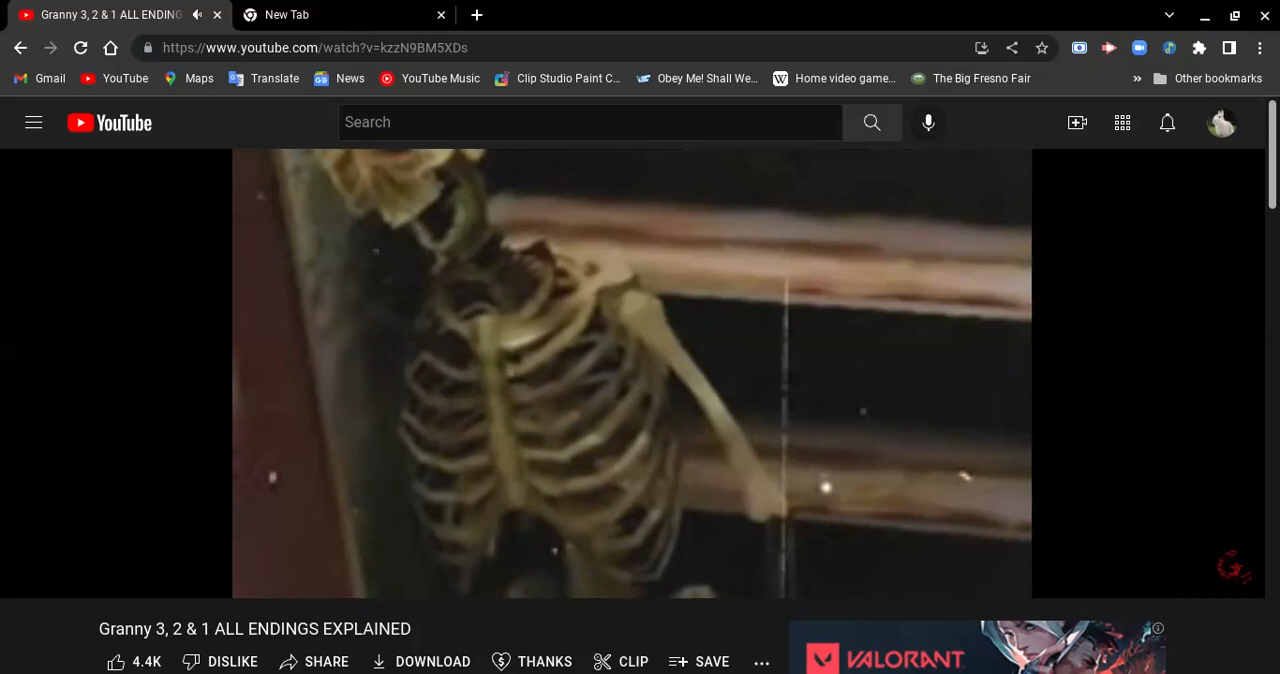 Granny 3, 2 & 1 ALL ENDING
New Tab
https://www.youtube.com/watch?v=kzzN9BM5XDs
Gmail YouTube Maps Translate News YouTube Music Clip Studio Paint C... Obey Me! Shall We... Home video game... The Big Fresno Fair » Other bookmarks
YouTube Search
Granny 3, 2 & 1 ALL ENDINGS EXPLAINED
4.4K DISLIKE SHARE DOWNLOAD THANKS CLIP SAVE ...
VALORANT